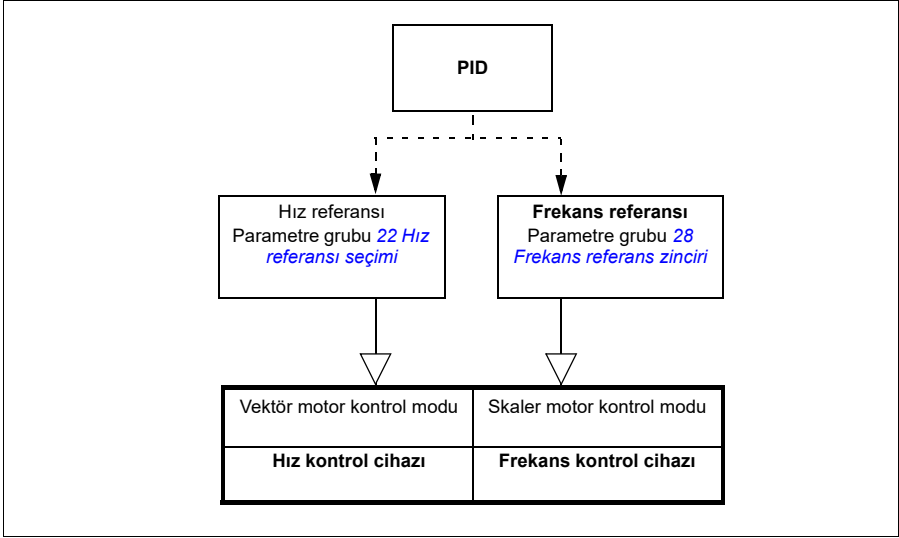 PID
Hız referansı
Parametre grubu 22 Hız
referansı seçimi
Frekans referansı
Parametre grubu 28
Frekans referans zinciri
Vektör motor kontrol modu
Skaler motor kontrol modu
Hız kontrol cihazı
Frekans kontrol cihazı